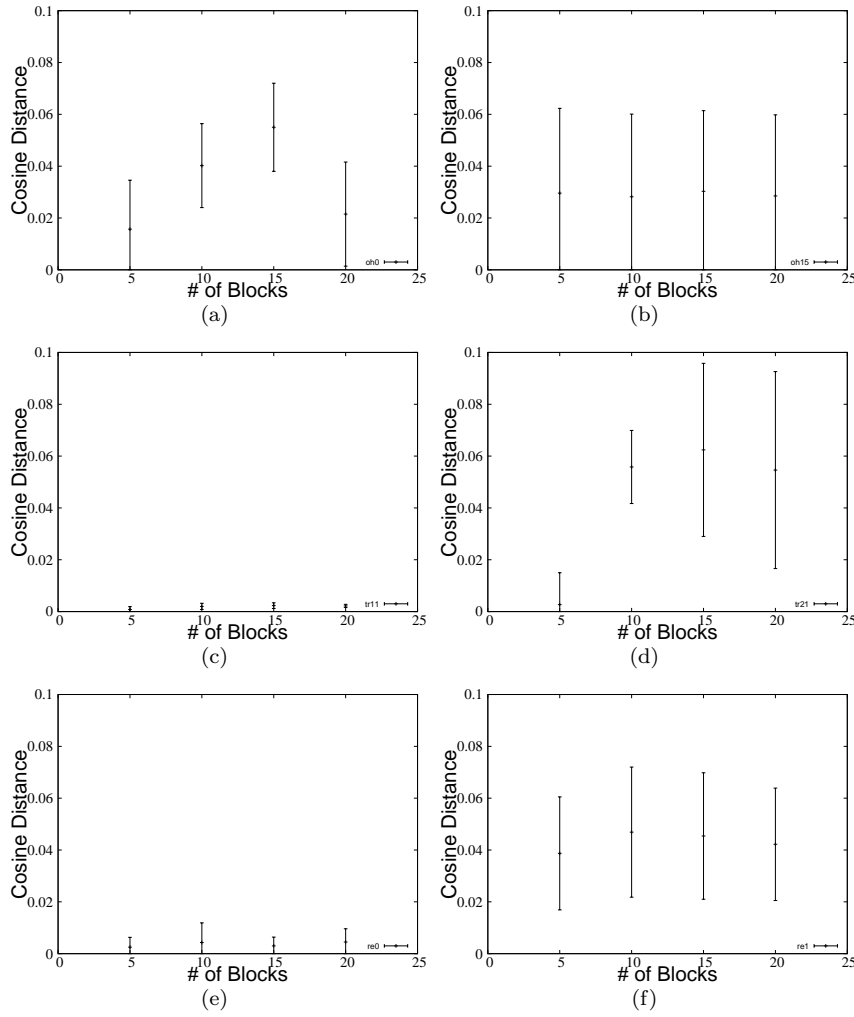 0.1
0.08
0.06
0.04
0.02
0
0 5 10 15 20 25
Cosine Distance
# of Blocks
oh0
(a)
0.1
0.08
0.06
0.04
0.02
0
0 5 10 15 20 25
Cosine Distance
# of Blocks
oh15
(b)
0.1
0.08
0.06
0.04
0.02
0
0 5 10 15 20 25
Cosine Distance
# of Blocks
tr11
(c)
0.1
0.08
0.06
0.04
0.02
0
0 5 10 15 20 25
Cosine Distance
# of Blocks
tr21
(d)
0.1
0.08
0.06
0.04
0.02
0
0 5 10 15 20 25
Cosine Distance
# of Blocks
re0
(e)
0.1
0.08
0.06
0.04
0.02
0
0 5 10 15 20 25
Cosine Distance
# of Blocks
re1
(f)